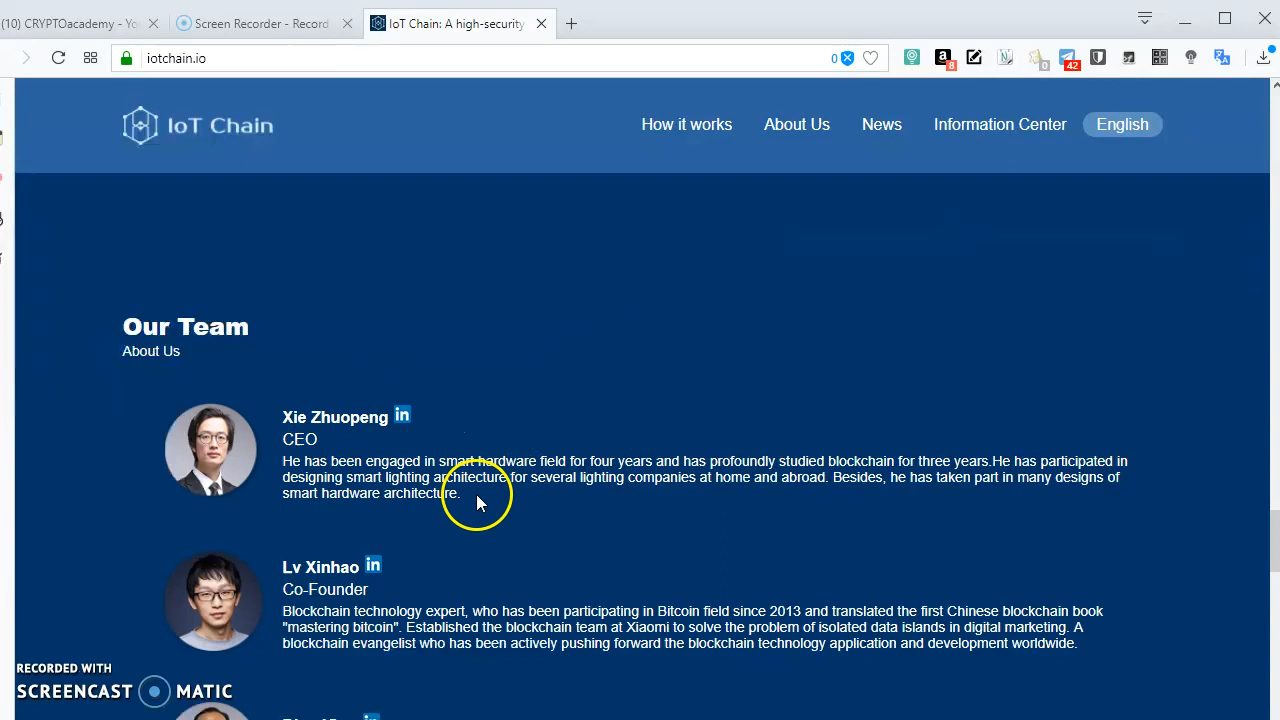 (10) CRYPTOacademy - Yo
Screen Recorder - Record
IoT Chain: A high-security
iotchain.io
0
8
0
42
IoT Chain
How it works
About Us
News
Information Center
English
Our Team
About Us
Xie Zhuopeng in
CEO
He has been engaged in smart hardware field for four years and has profoundly studied blockchain for three years.He has participated in
designing smart lighting architecture for several lighting companies at home and abroad. Besides, he has taken part in many designs of
smart hardware architecture.
Lv Xinhao in
Co-Founder
Blockchain technology expert, who has been participating in Bitcoin field since 2013 and translated the first Chinese blockchain book
"mastering bitcoin". Established the blockchain team at Xiaomi to solve the problem of isolated data islands in digital marketing. A
blockchain evangelist who has been actively pushing forward the blockchain technology application and development worldwide.
RECORDED WITH
SCREENCAST MATIC